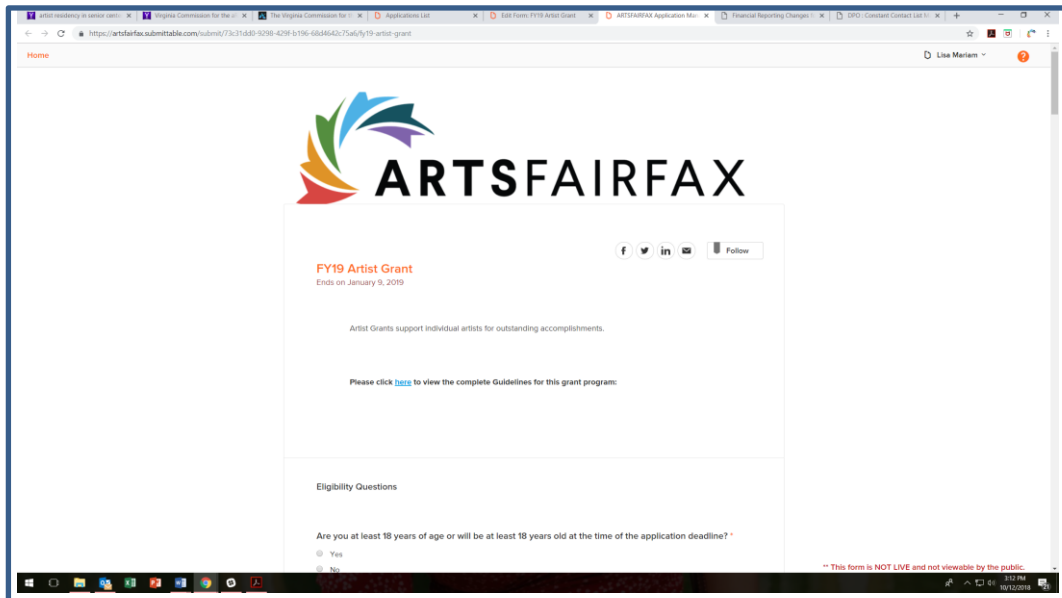 artist residency in senior cente
Virginia Commission for the
The Virginia Commission for
Applications List
Edit Form: FY19 Artist Grant
ARTSFAIRFAX Application Man
Financial Reporting Changes
DPO : Constant Contact List
https://artsfairfax.submittable.com/submit/73c31dd0-9298-429f-b196-68d4642c75a6/fy19-artist-grant
Home
Lisa Mariam
?
ARTSFAIRFAX
Follow
FY19 Artist Grant
Ends on January 9, 2019
Artist Grants support individual artists for outstanding accomplishments.
Please click here to view the complete Guidelines for this grant program:
Eligibility Questions
Are you at least 18 years of age or will be at least 18 years old at the time of the application deadline? *
Yes
No
** This form is NOT LIVE and not viewable by the public.
3:12 PM
10/12/2018